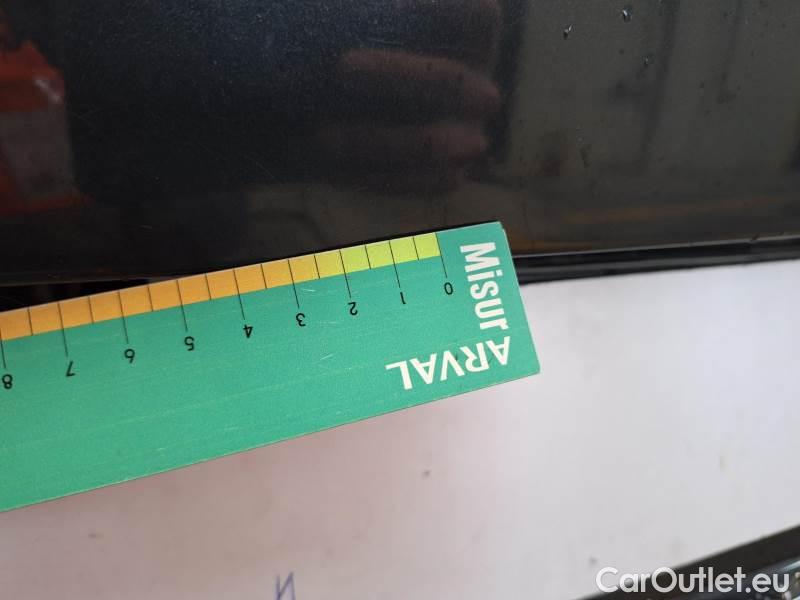 Misur
ARVAL
0 1 2 3 4 5 6 7 8
И
CarOutlet.eu